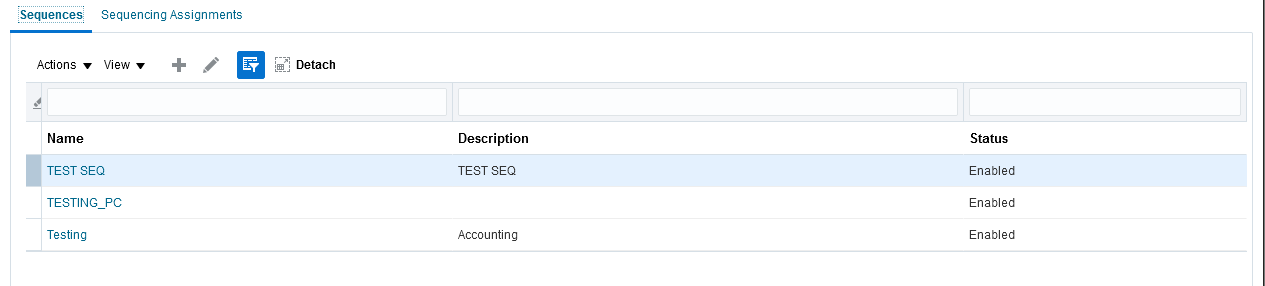 Sequences Sequencing Assignments
Actions View Detach
Name Description Status
TEST SEQ TEST SEQ Enabled
TESTING_PC Enabled
Testing Accounting Enabled